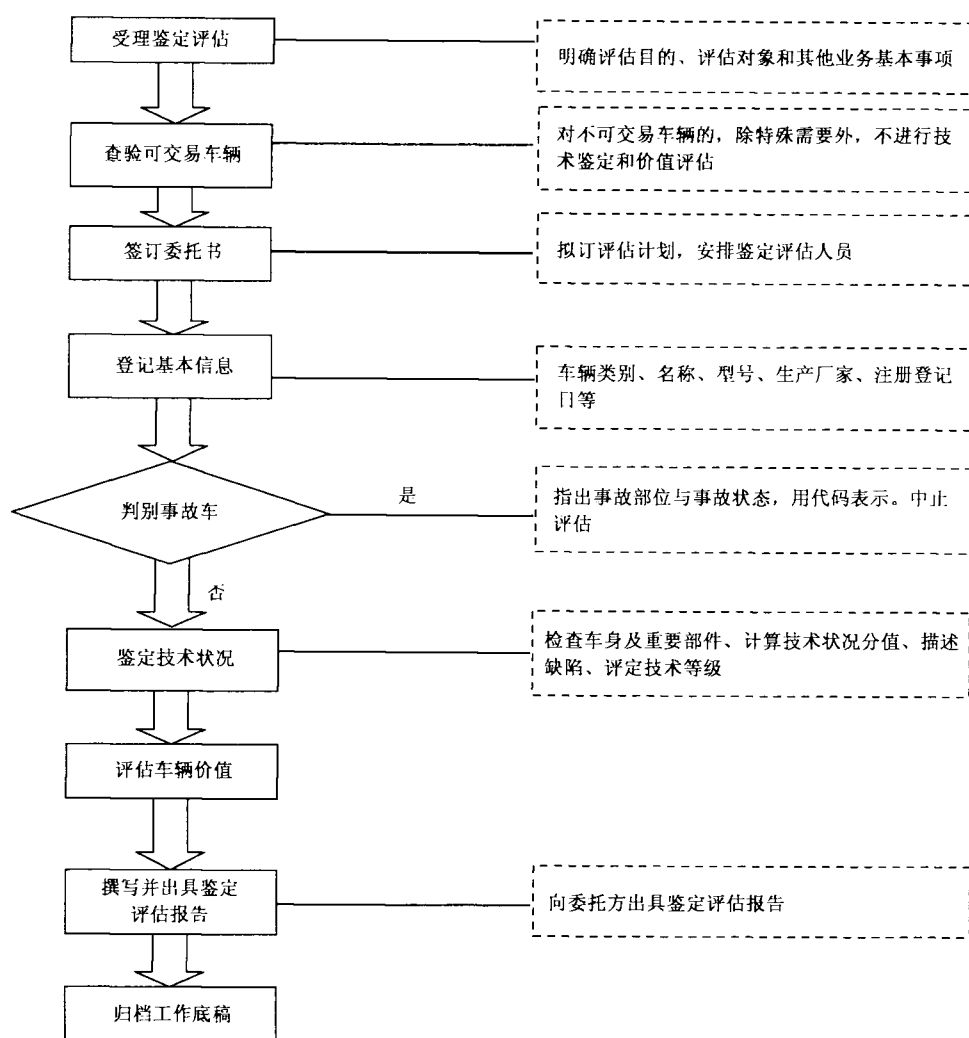 受理鉴定评估
明确评估目的、评估对象和其他业务基本事项
查验可交易车辆
对不可交易车辆的，除特殊需要外，不进行技
术鉴定和价值评估
签订委托书
拟订评估计划，安排鉴定评估人员
登记基本信息
车辆类别、名称、型号、生产厂家、注册登记
日等
判别事故车
是
指出事故部位与事故状态，用代码表示。中止
评估
否
鉴定技术状况
检查车身及重要部件、计算技术状况分值、描述
缺陷、评定技术等级
评估车辆价值
撰写并出具鉴定
评估报告
向委托方出具鉴定评估报告
归档工作底稿